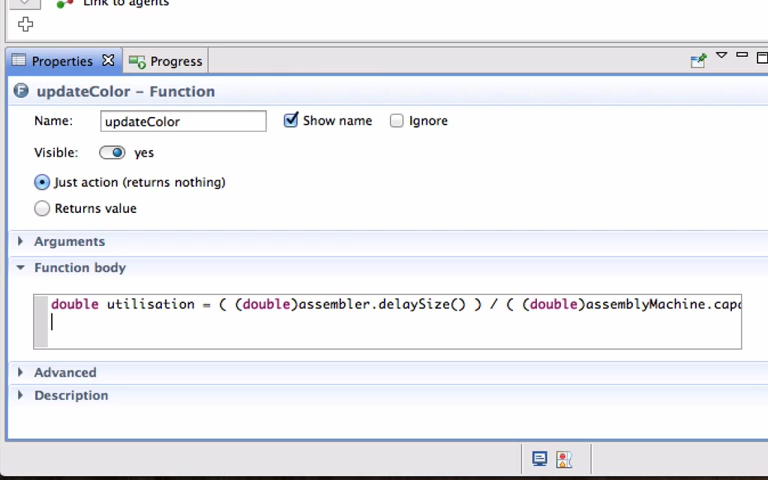 Link to agents
Properties Progress
updateColor – Function
Name: updateColor Show name Ignore
Visible: yes
Just action (returns nothing)
Returns value
Arguments
Function body
double utilisation = ( (double)assembler.delaySize() ) / ( (double)assemblyMachine.capa
Advanced
Description